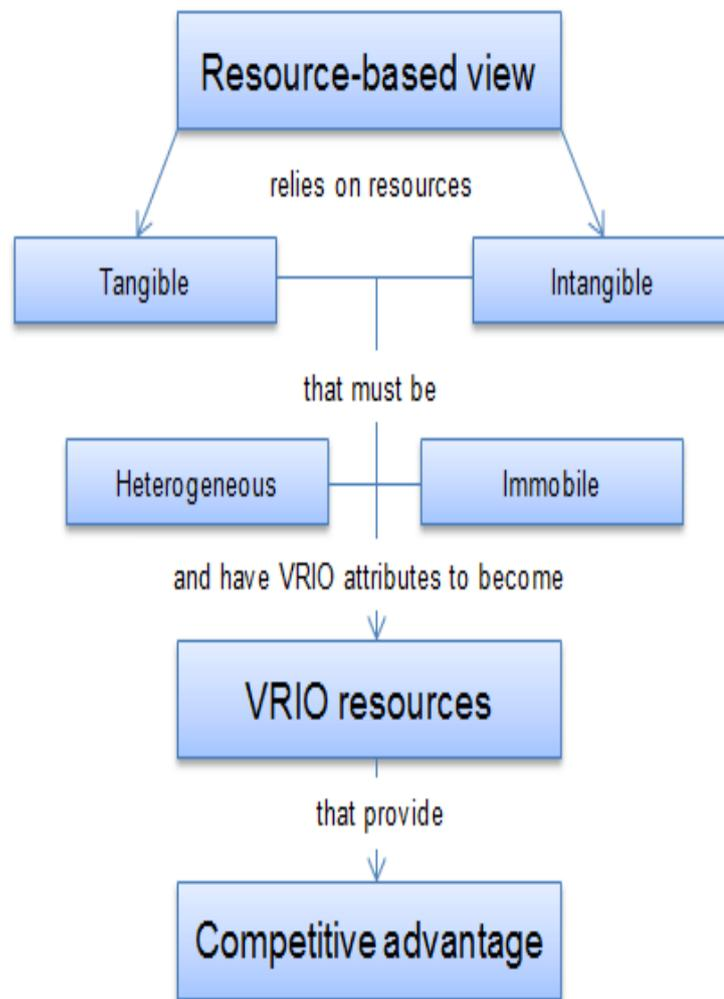 Resource-based view
relies on resources
Tangible
Intangible
that must be
Heterogeneous
Immobile
and have VRIO attributes to become
VRIO resources
that provide
Competitive advantage